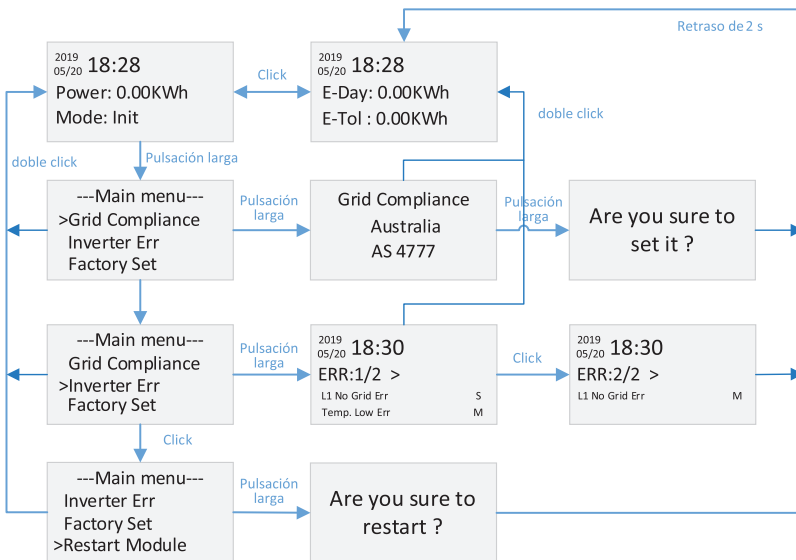 Retraso de 2 s
2019
05/20 18:28
Power: 0.00KWh
Mode: Init
Click
2019
05/20 18:28
E-Day: 0.00KWh
E-Tol : 0.00KWh
doble click
doble click
Pulsación larga
---Main menu---
>Grid Compliance
Inverter Err
Factory Set
Pulsación
larga
Grid Compliance
Australia
AS 4777
Pulsación
larga
Are you sure to
set it ?
---Main menu---
Grid Compliance
>Inverter Err
Factory Set
Pulsación
larga
2019
05/20 18:30
ERR:1/2 >
L1 No Grid Err S
Temp. Low Err M
Click
2019
05/20 18:30
ERR:2/2 >
L1 No Grid Err M
Click
---Main menu---
Inverter Err
Factory Set
>Restart Module
Pulsación
larga
Are you sure to
restart ?